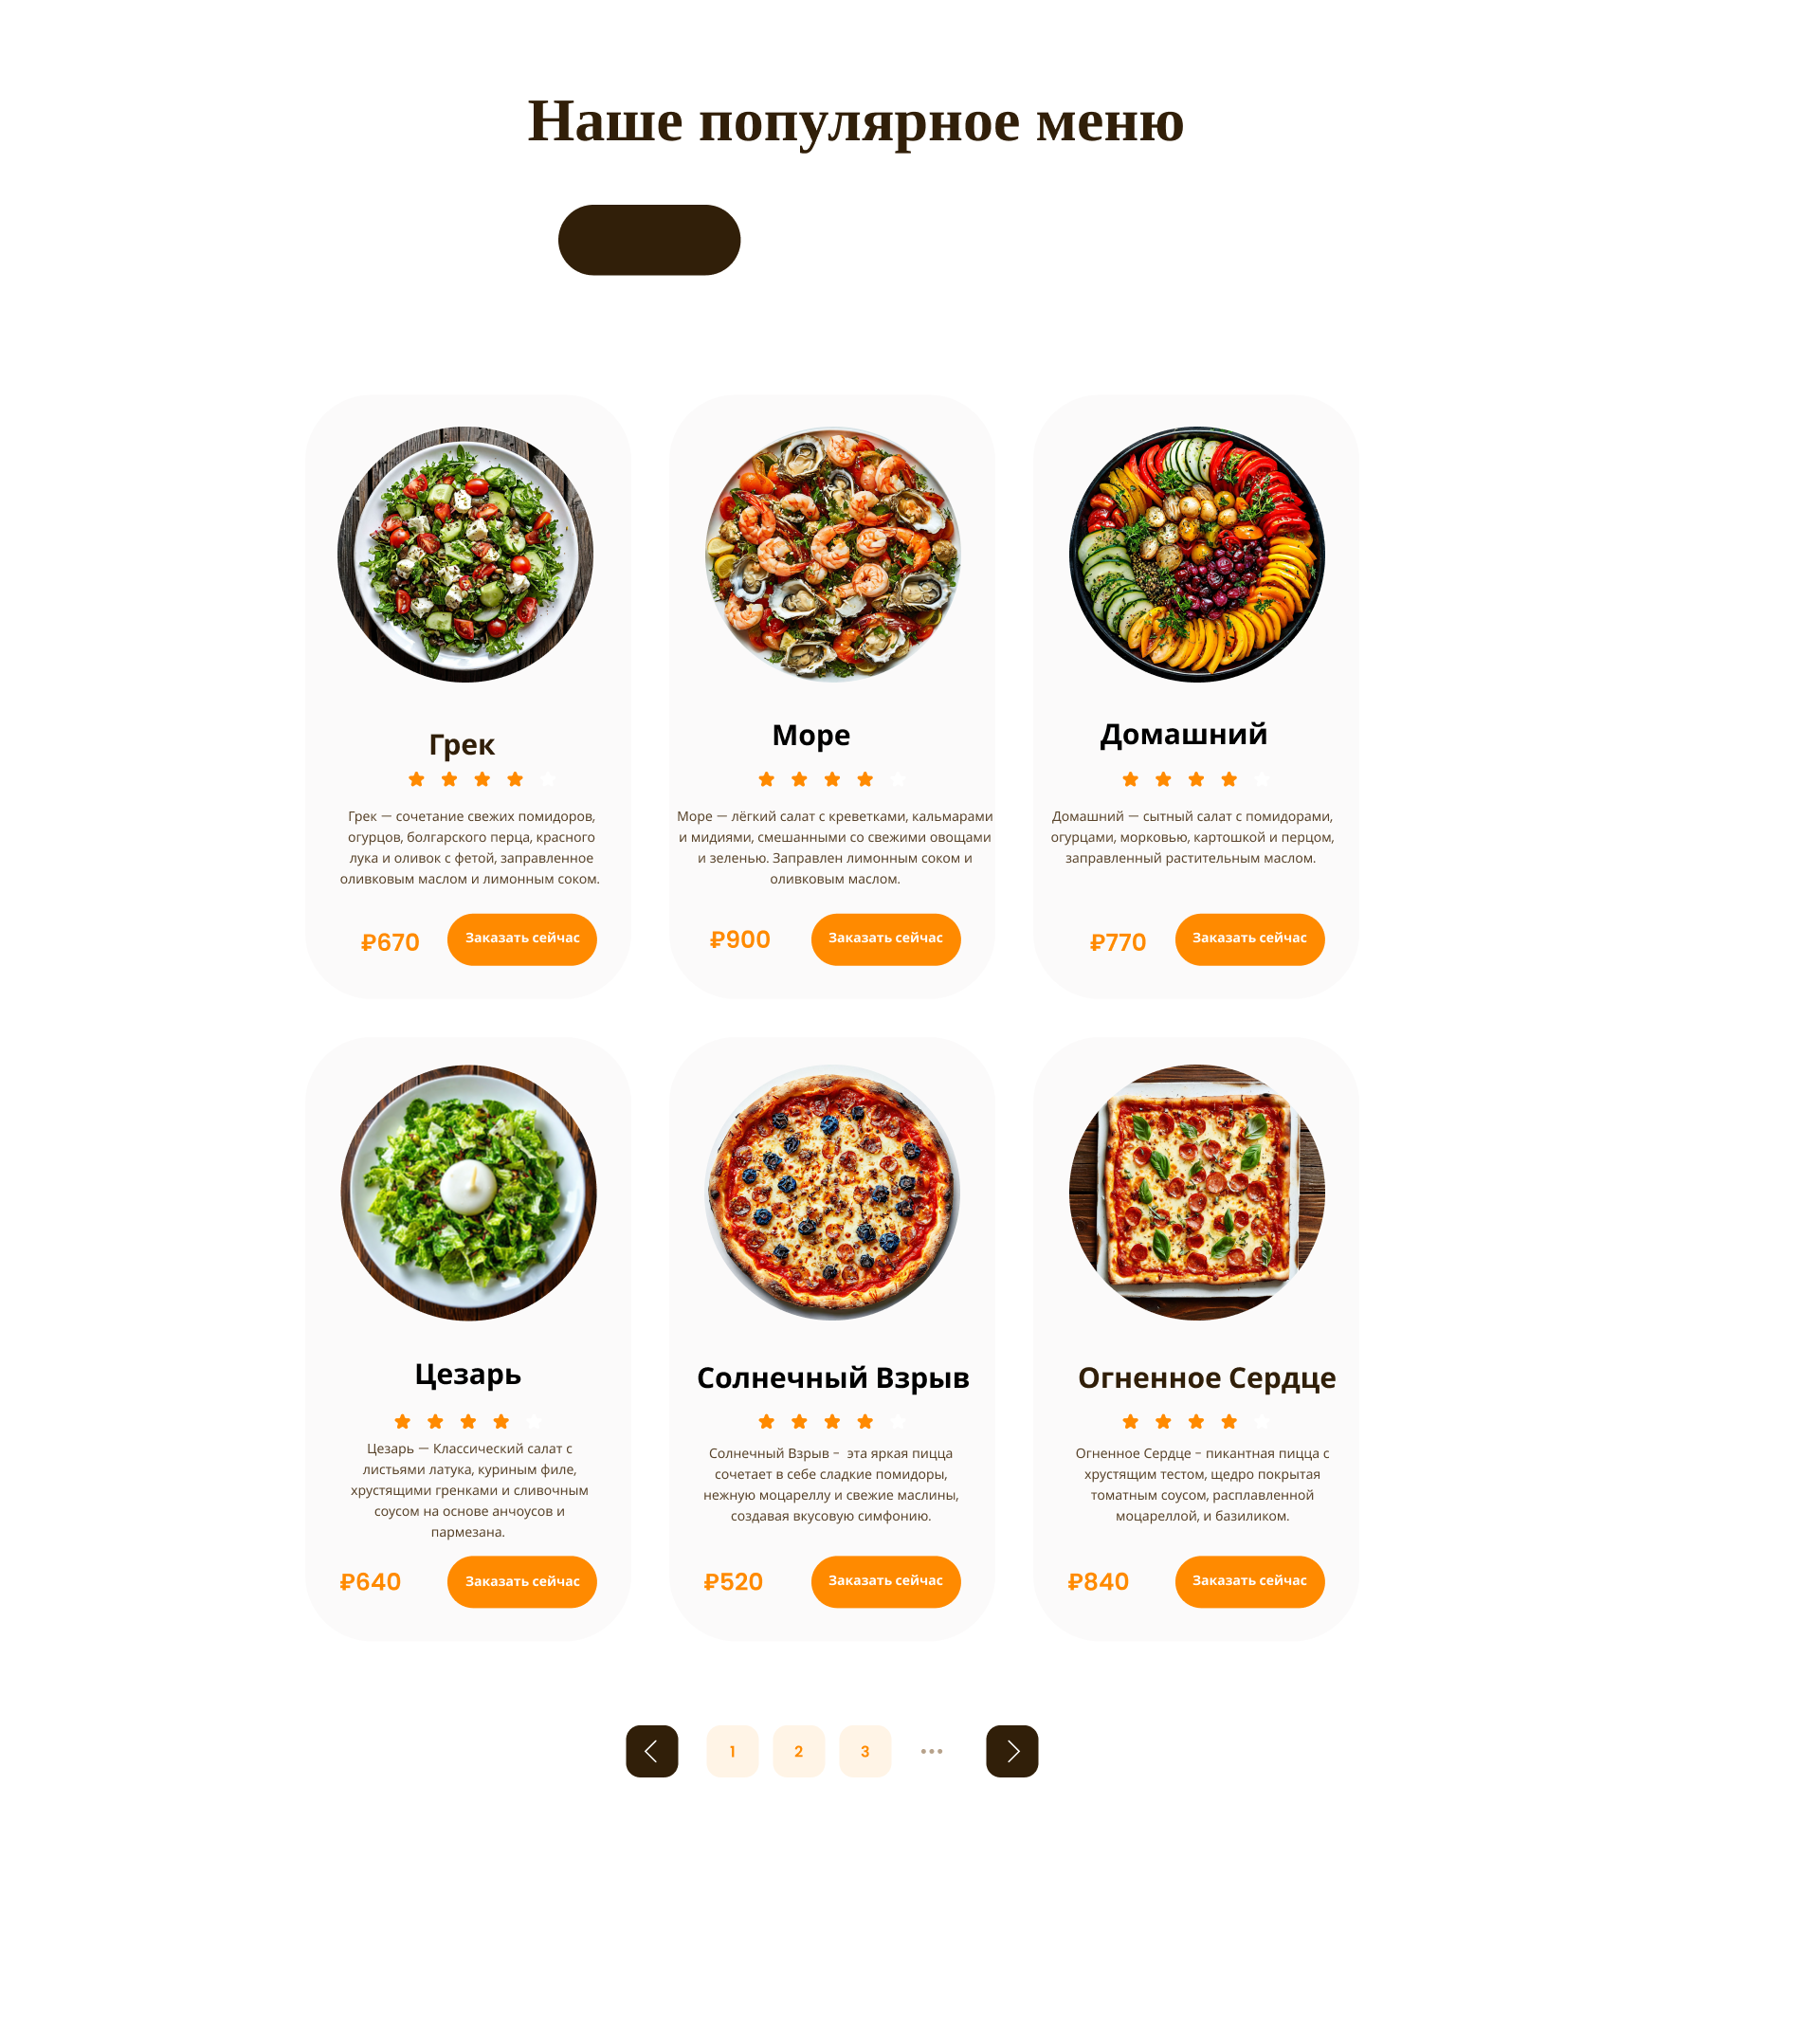 Наше популярное меню
Грек
Грек — сочетание свежих помидоров,
огурцов, болгарского перца, красного
лука и оливок с фетой, заправленное
оливковым маслом и лимонным соком.
₽670
Заказать сейчас
Море
Море — лёгкий салат с креветками, кальмарами
и мидиями, смешанными со свежими овощами
и зеленью. Заправлен лимонным соком и
оливковым маслом.
₽900
Заказать сейчас
Домашний
Домашний — сытный салат с помидорами,
огурцами, морковью, картошкой и перцом,
заправленный растительным маслом.
₽770
Заказать сейчас
Цезарь
Цезарь — Классический салат с
листьями латука, куриным филе,
хрустящими гренками и сливочным
соусом на основе анчоусов и
пармезана.
₽640
Заказать сейчас
Солнечный Взрыв
Солнечный Взрыв – эта яркая пицца
сочетает в себе сладкие помидоры,
нежную моцареллу и свежие маслины,
создавая вкусовую симфонию.
₽520
Заказать сейчас
Огненное Сердце
Огненное Сердце – пикантная пицца с
хрустящим тестом, щедро покрытая
томатным соусом, расплавленной
моцареллой, и базиликом.
₽840
Заказать сейчас
1 2 3 •••